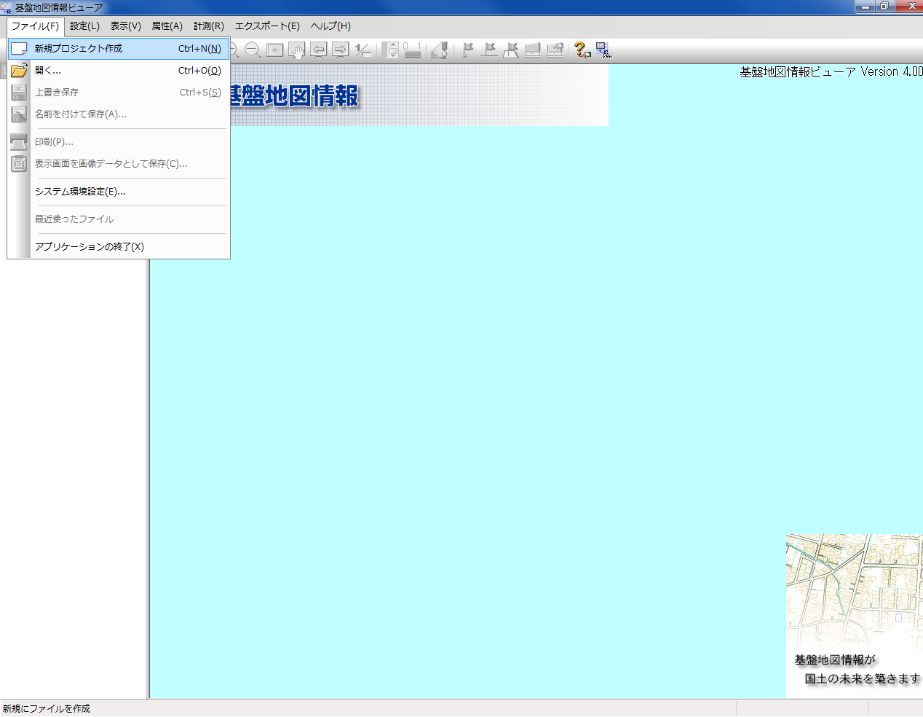 基盤地図情報ビューア
ファイル(F) 設定(L) 表示(V) 属性(A) 計測(R) エクスポート(E) ヘルプ(H)
新規プロジェクト作成 Ctrl+N(N)
開く... Ctrl+O(O)
上書き保存 Ctrl+S(S)
名前を付けて保存(A)...
印刷(P)...
表示画面を画像データとして保存(C)...
システム環境設定(E)...
最近使ったファイル
アプリケーションの終了(X)
基盤地図情報
基盤地図情報ビューア Version 4.00
基盤地図情報が
国土の未来を築きます
新規にファイルを作成